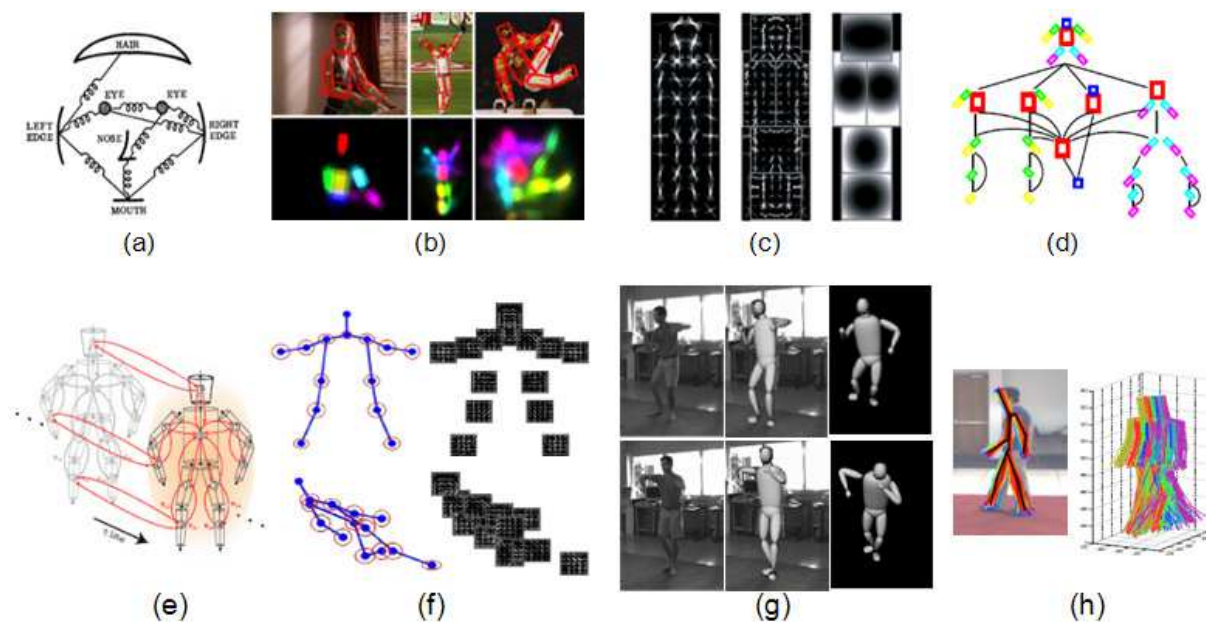 HAIR
EYE
EYE
LEFT
EDGE
NOSE
RIGHT
EDGE
MOUTH
(a)
(b)
(c)
(d)
(e)
(f)
(g)
(h)